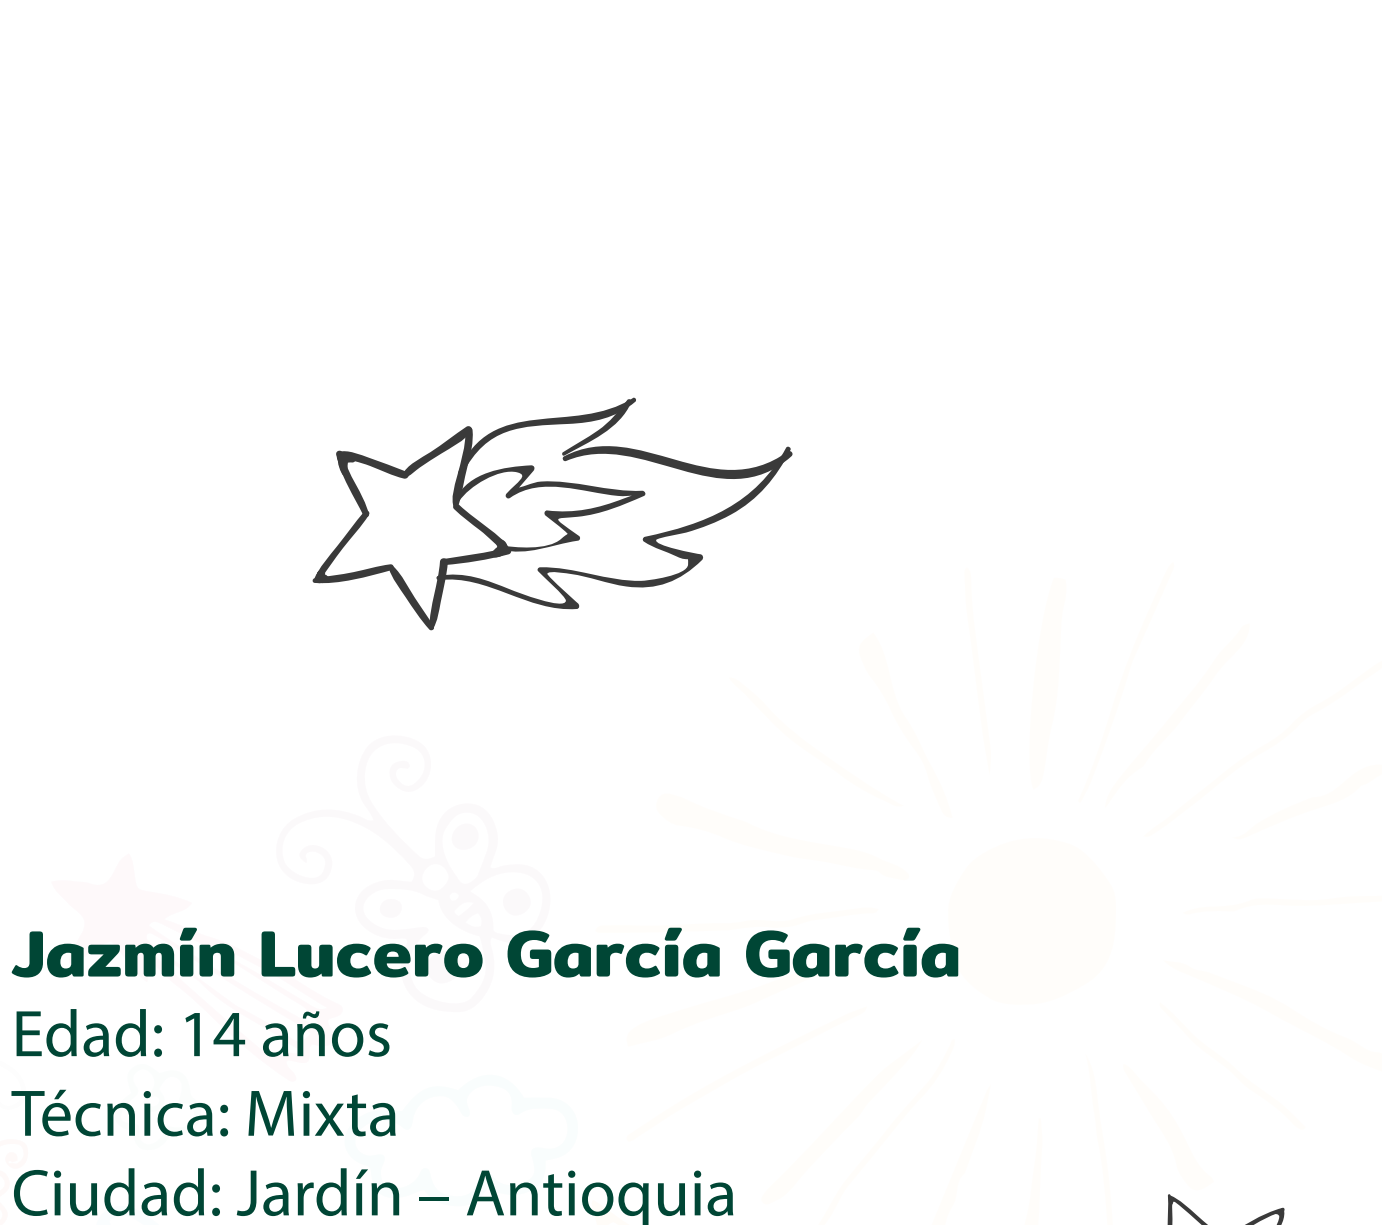 Jazmín Lucero García García
Edad: 14 años
Técnica: Mixta
Ciudad: Jardín – Antioquia